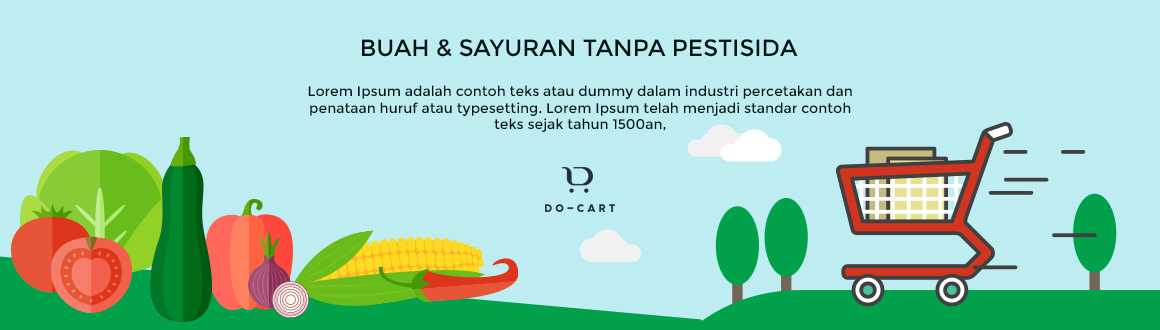 BUAH & SAYURAN TANPA PESTISIDA
Lorem Ipsum adalah contoh teks atau dummy dalam industri percetakan dan
penataan huruf atau typesetting. Lorem Ipsum telah menjadi standar contoh
teks sejak tahun 1500an,
DO-CART